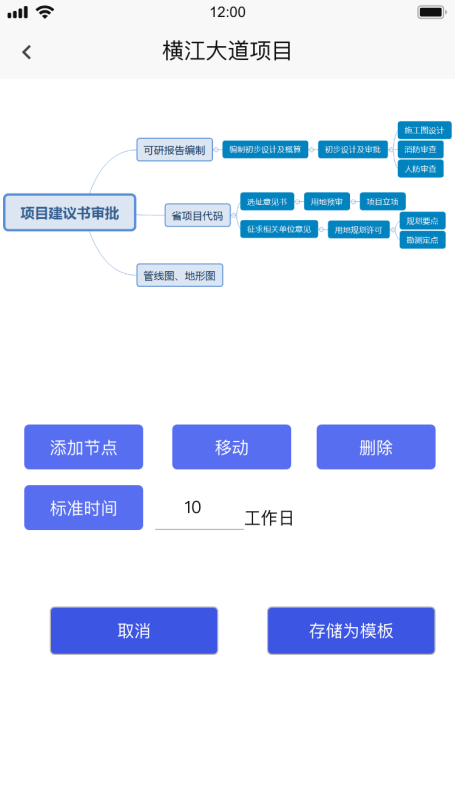 12:00
横江大道项目
施工图设计
可研报告编制
编制初步设计及概算
初步设计及审批
消防审查
人防审查
项目建议书审批
省项目代码
选址意见书
用地预审
项目立项
征求相关单位意见
用地规划许可
规划要点
勘测定点
管线图、地形图
添加节点
移动
删除
标准时间
10
工作日
取消
存储为模板